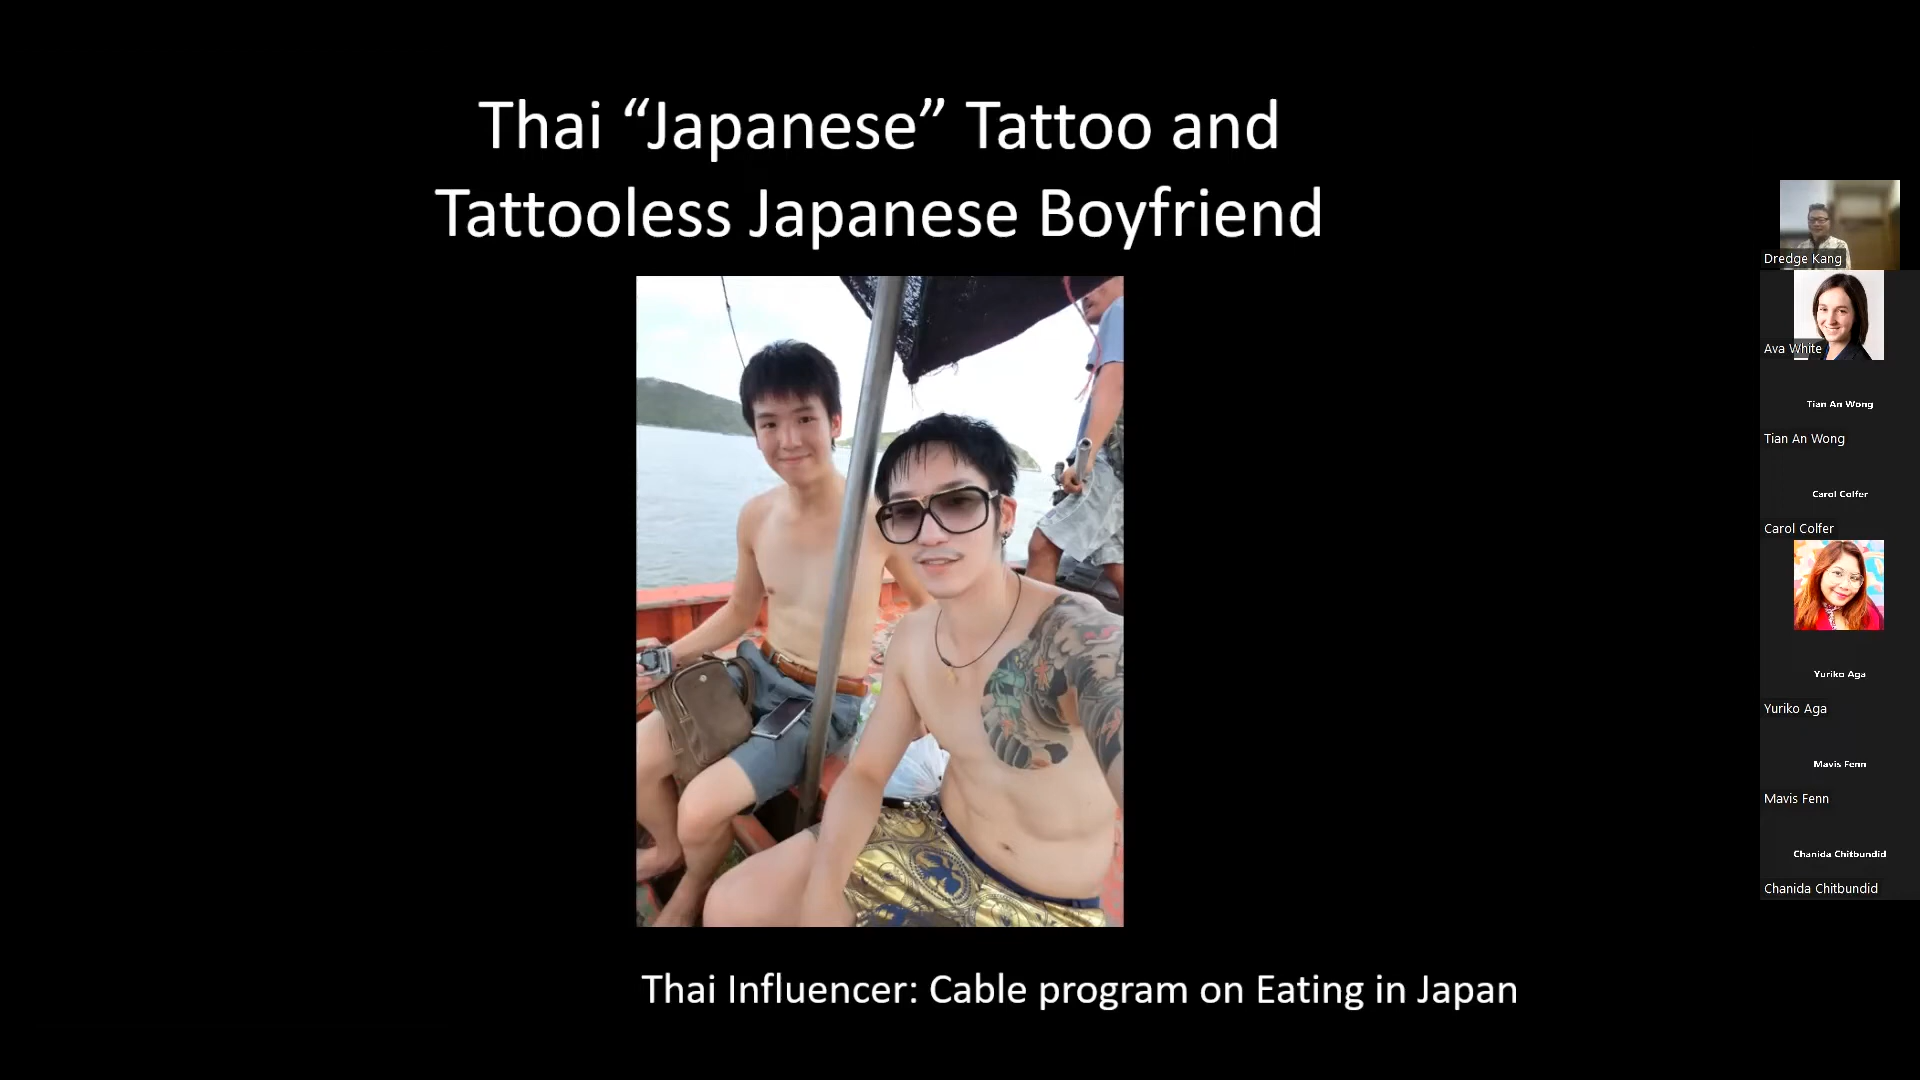 Thai “Japanese” Tattoo and
Tattooless Japanese Boyfriend
Thai Influencer: Cable program on Eating in Japan
Dredge Kang
Ava White
Tian An Wong
Tian An Wong
Carol Colfer
Carol Colfer
Yuriko Aga
Yuriko Aga
Mavis Fenn
Mavis Fenn
Chanida Chitbundid
Chanida Chitbundid